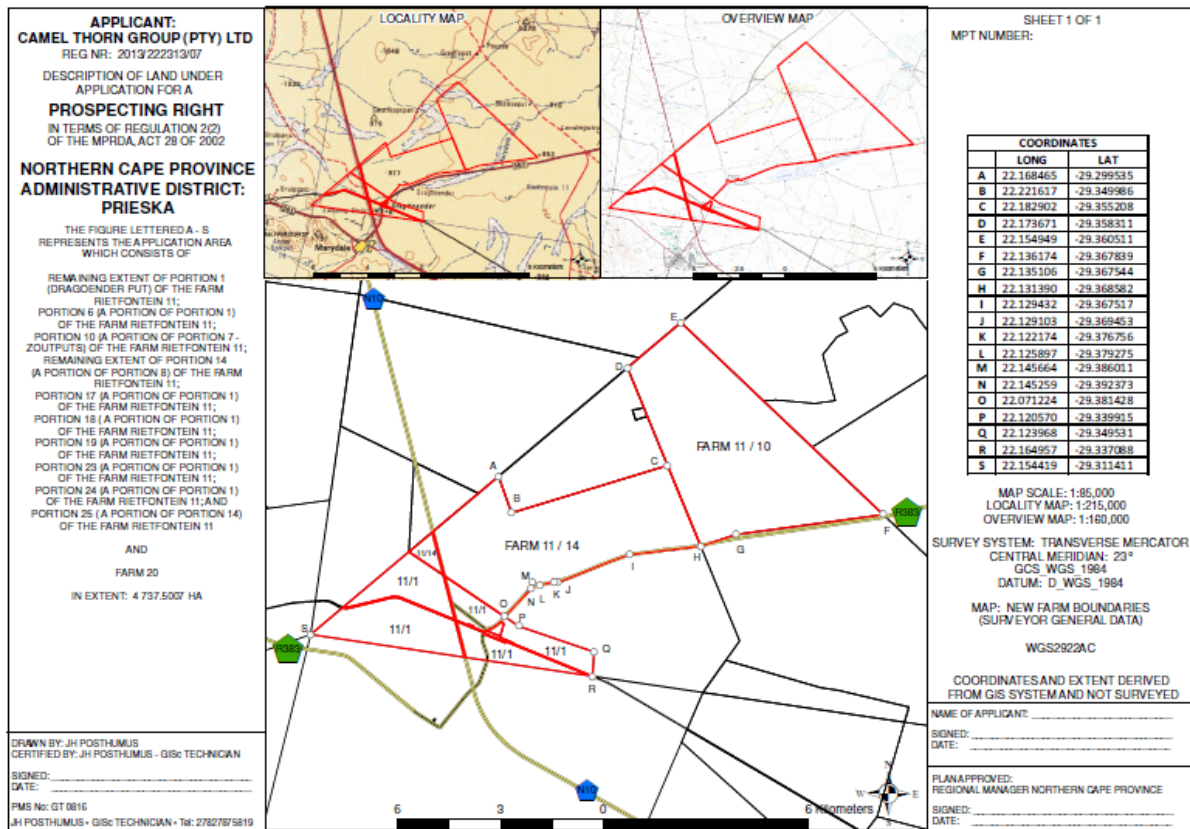 APPLICANT:
CAMEL THORN GROUP (PTY) LTD
REG NR: 2013/222313/07
DESCRIPTION OF LAND UNDER
APPLICATION FOR A
PROSPECTING RIGHT
IN TERMS OF REGULATION 2(2)
OF THE MPRDA, ACT 28 OF 2002
NORTHERN CAPE PROVINCE
ADMINISTRATIVE DISTRICT:
PRIESKA
THE FIGURE LETTERED A - S
REPRESENTS THE APPLICATION AREA
WHICH CONSISTS OF
REMAINING EXTENT OF PORTION 1
(DRAGOENDER PUT) OF THE FARM
RIETFONTEIN 11;
PORTION 6 (A PORTION OF PORTION 1)
OF THE FARM RIETFONTEIN 11;
PORTION 10 (A PORTION OF PORTION 7 -
ZOUTPUTS) OF THE FARM RIETFONTEIN 11;
REMAINING EXTENT OF PORTION 14
(A PORTION OF PORTION 8) OF THE FARM
RIETFONTEIN 11;
PORTION 17 (A PORTION OF PORTION 1)
OF THE FARM RIETFONTEIN 11;
PORTION 18 ( A PORTION OF PORTION 1)
OF THE FARM RIETFONTEIN 11;
PORTION 19 (A PORTION OF PORTION 1)
OF THE FARM RIETFONTEIN 11;
PORTION 23 (A PORTION OF PORTION 1)
OF THE FARM RIETFONTEIN 11;
PORTION 24 (A PORTION OF PORTION 1)
OF THE FARM RIETFONTEIN 11; AND
PORTION 25 ( A PORTION OF PORTION 14)
OF THE FARM RIETFONTEIN 11
AND
FARM 20
IN EXTENT: 4 737.5007 HA
DRAWN BY: JH POSTHUMUS
CERTIFIED BY: JH POSTHUMUS - GISc TECHNICIAN
SIGNED:
DATE:
PMS No: GT 0816
JH POSTHUMUS • GISc TECHNICIAN • Tel: 27827875819
LOCALITY MAP
Marydale
OVERVIEW MAP
N10
E
D
FARM 11 / 10
A
C
B
R383
F
G
FARM 11 / 14
H
I
11/14
11/1
M
N
L
K
J
11/1
O
P
S
11/1
R383
11/1
11/1
Q
R
N10
N
W
E
S
6
3
0
6 Kilometers
SHEET 1 OF 1
MPT NUMBER:
COORDINATES
LONG LAT
A 22.168465 -29.299535
B 22.221617 -29.349986
C 22.182902 -29.355208
D 22.173671 -29.358311
E 22.154949 -29.360511
F 22.136174 -29.367839
G 22.135106 -29.367544
H 22.131390 -29.368582
I 22.129432 -29.367517
J 22.129103 -29.369453
K 22.122174 -29.376756
L 22.125897 -29.379275
M 22.145664 -29.386011
N 22.145259 -29.392373
O 22.071224 -29.381428
P 22.120570 -29.339915
Q 22.123968 -29.349531
R 22.164957 -29.337088
S 22.154419 -29.311411
MAP SCALE: 1:85,000
LOCALITY MAP: 1:215,000
OVERVIEW MAP: 1:160,000
SURVEY SYSTEM: TRANSVERSE MERCATOR
CENTRAL MERIDIAN: 23°
GCS_WGS_1984
DATUM: D_WGS_1984
MAP: NEW FARM BOUNDARIES
(SURVEYOR GENERAL DATA)
WGS2922AC
COORDINATES AND EXTENT DERIVED
FROM GIS SYSTEM AND NOT SURVEYED
NAME OF APPLICANT:
SIGNED:
DATE:
PLAN APPROVED:
REGIONAL MANAGER NORTHERN CAPE PROVINCE
SIGNED:
DATE: